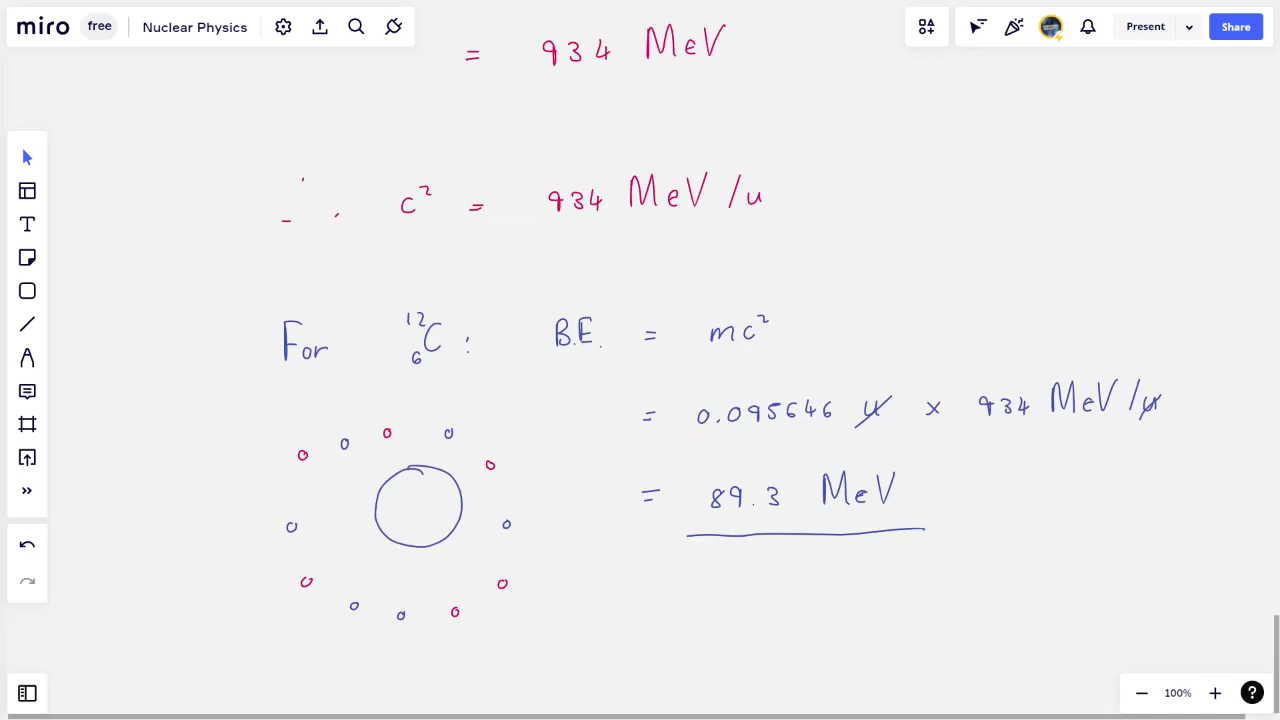 miro free Nuclear Physics Present Share
= 934 MeV
∴ c² = 934 MeV/u
For ¹²₆C: B.E. = mc²
= 0.095646 u × 934 MeV/u
= 89.3 MeV
100%